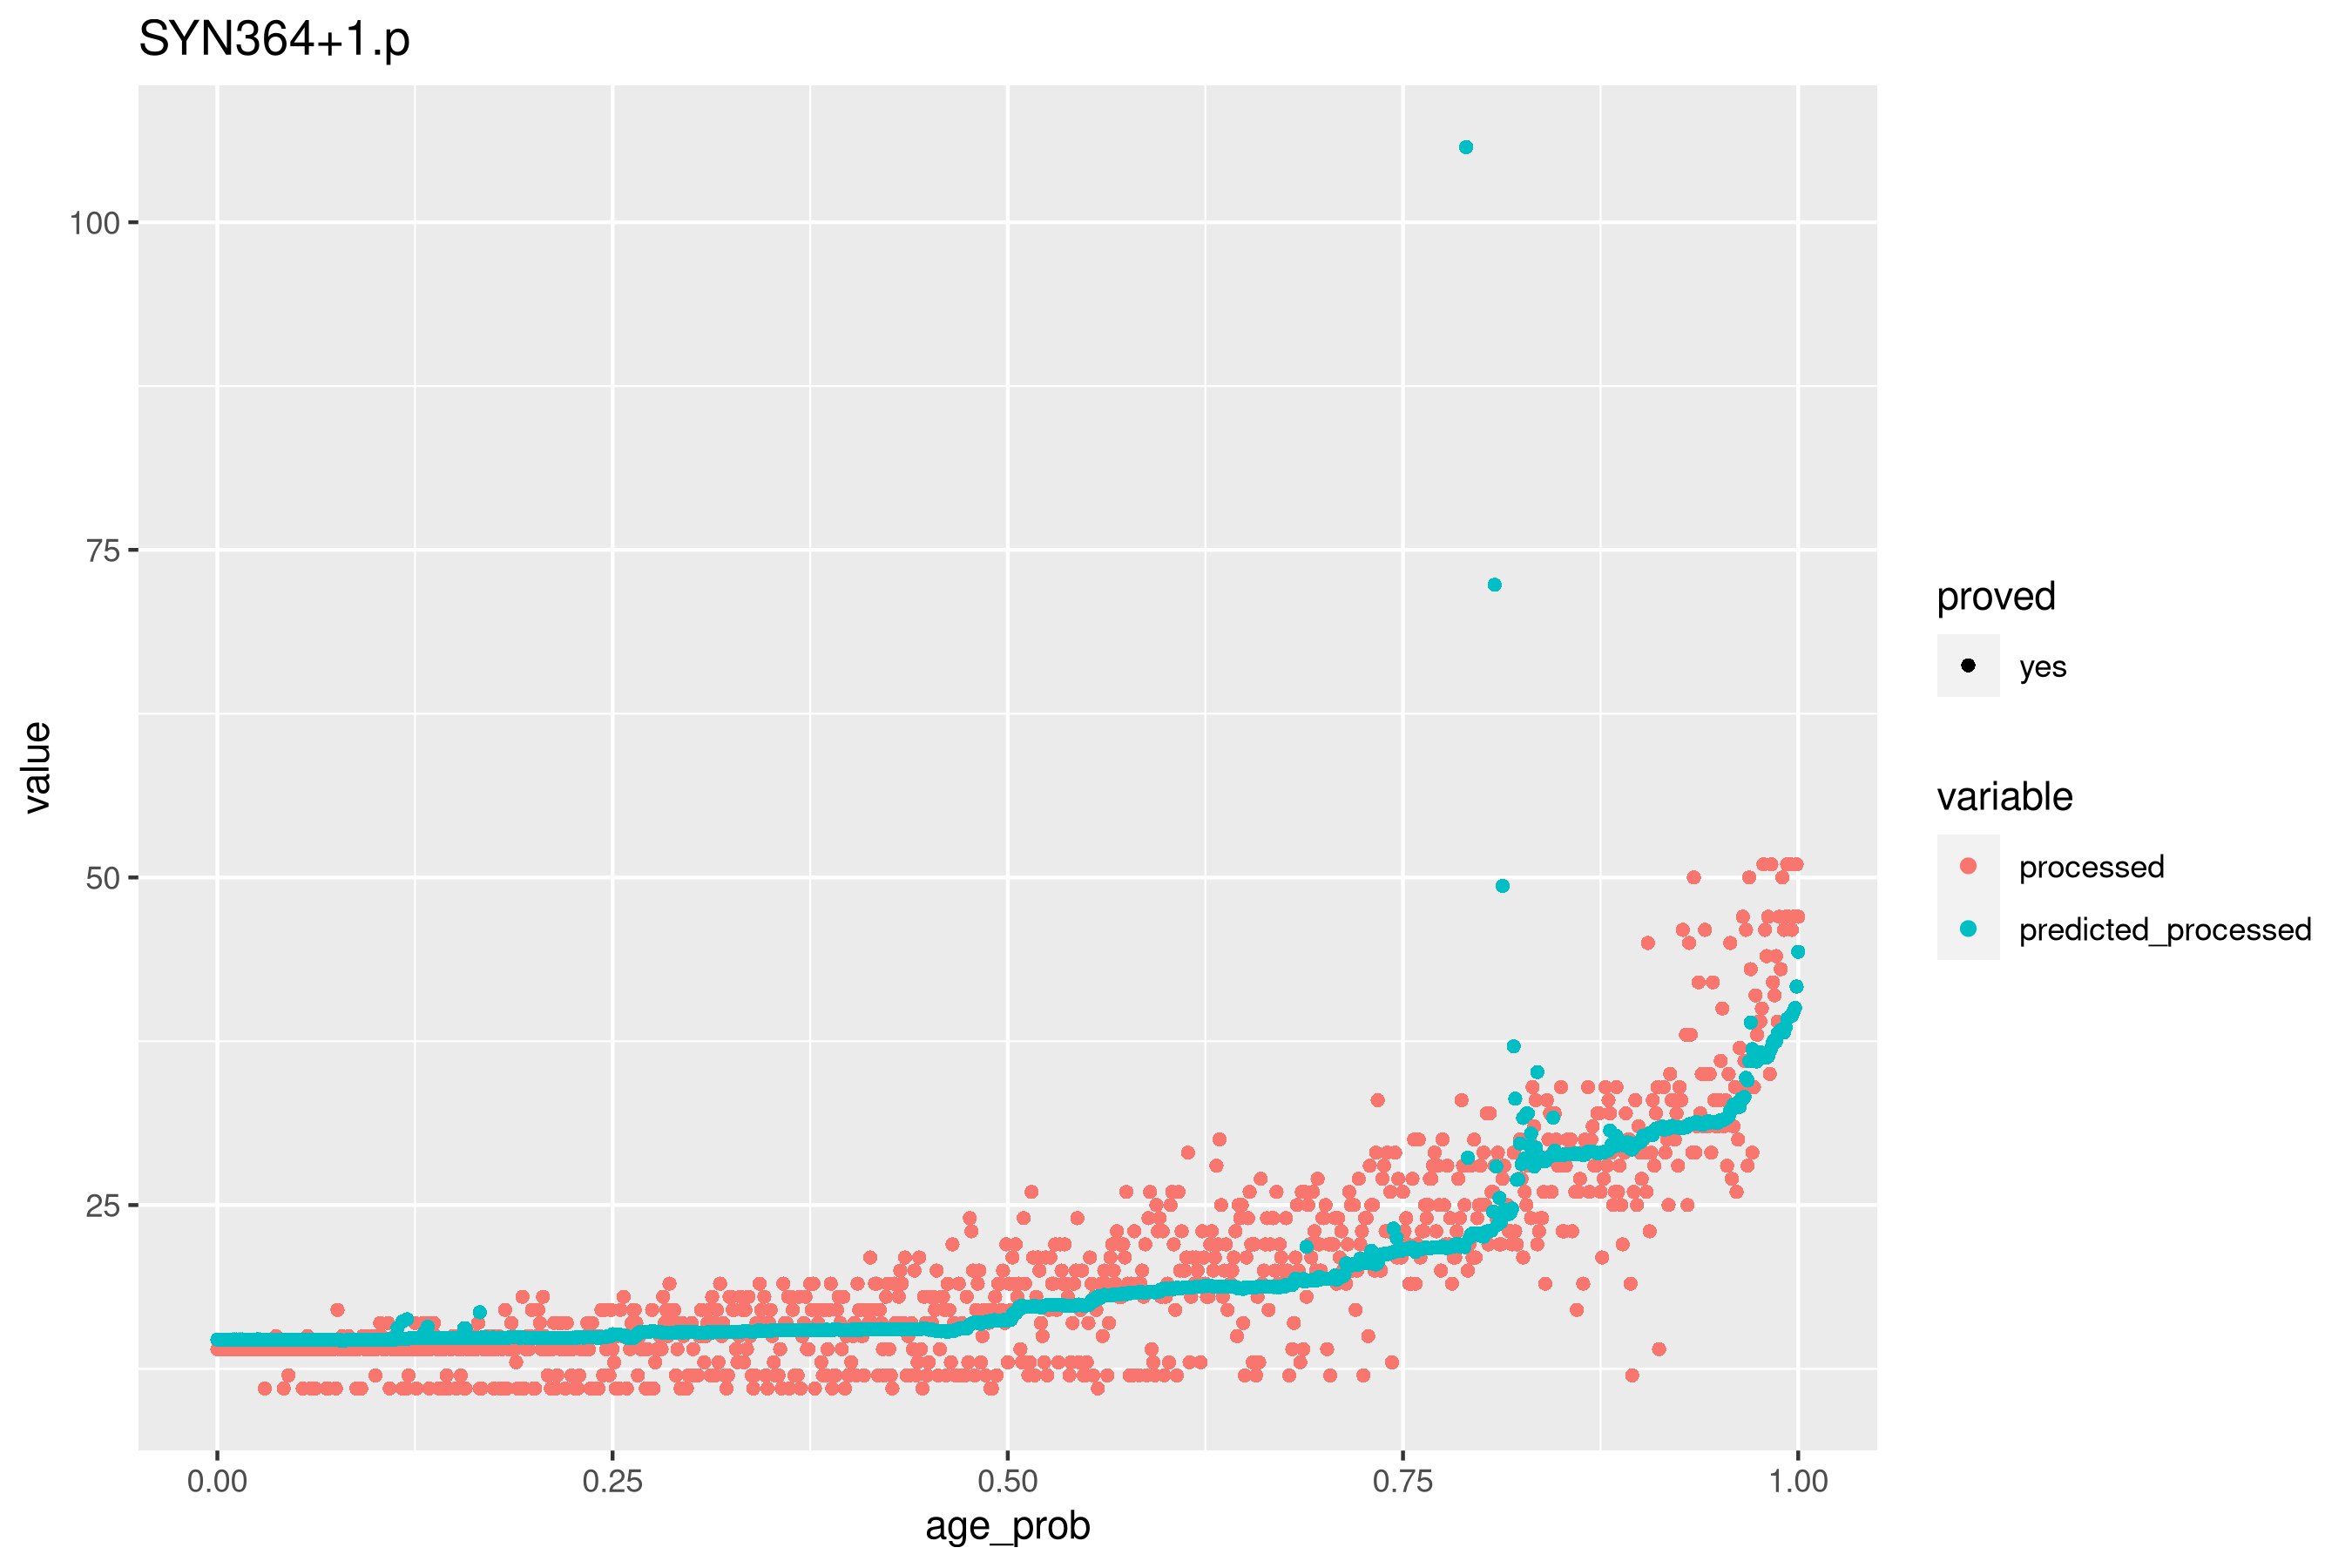 SYN364+1.p
100
75
50
25
value
0.00
0.25
0.50
0.75
1.00
age_prob
proved
yes
variable
processed
predicted_processed